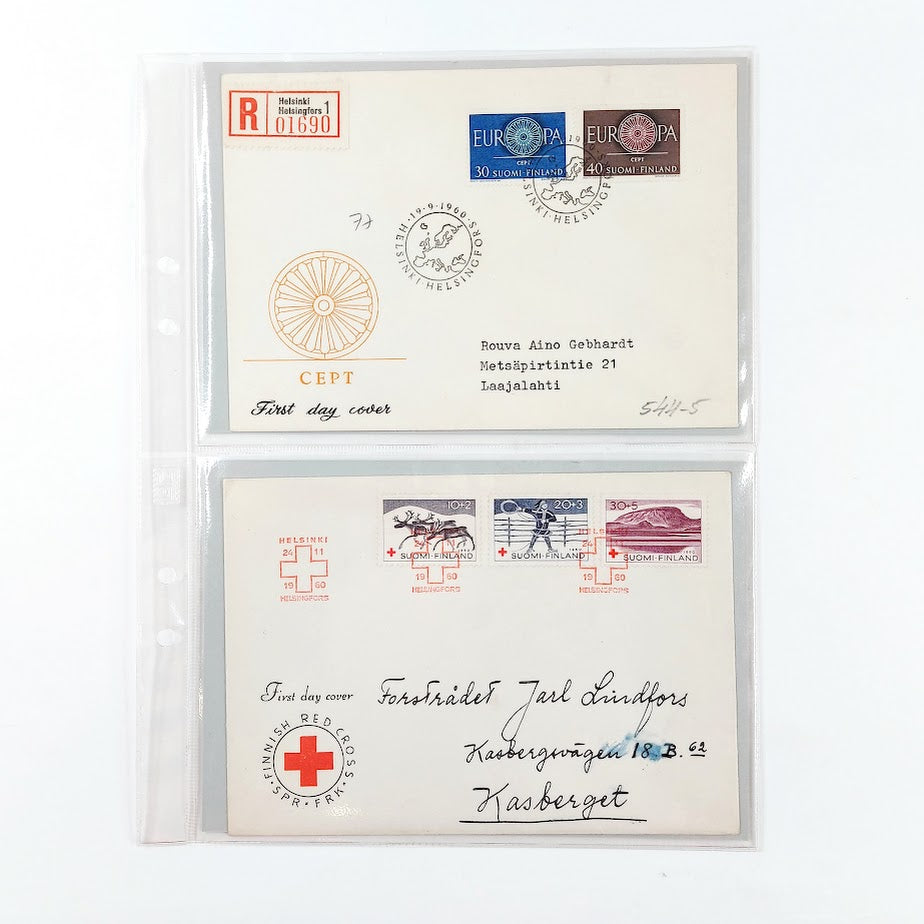 R
Helsinki
Helsingfors 1
01690
EUROPA
CEPT
30 SUOMI-FINLAND
EUROPA
CEPT
40 SUOMI-FINLAND
·19·9·1960·
HELSINKI·HELSINGFORS
77
CEPT
First day cover
Rouva Aino Gebhardt
Metsäpirtintie 21
Laajalahti
544-5
10+2
SUOMI-FINLAND
20+3
SUOMI-FINLAND
30+5
SUOMI-FINLAND
1960
HELSINKI
24 11
19 60
HELSINGFORS
19 60
HELSINGFORS
19 60
HELSINGFORS
First day cover
FINNISH RED CROSS
·SPR·FRK·
Forstrådet Jarl Lindfors
Kasbergsvägen 18.B.62
Kasberget